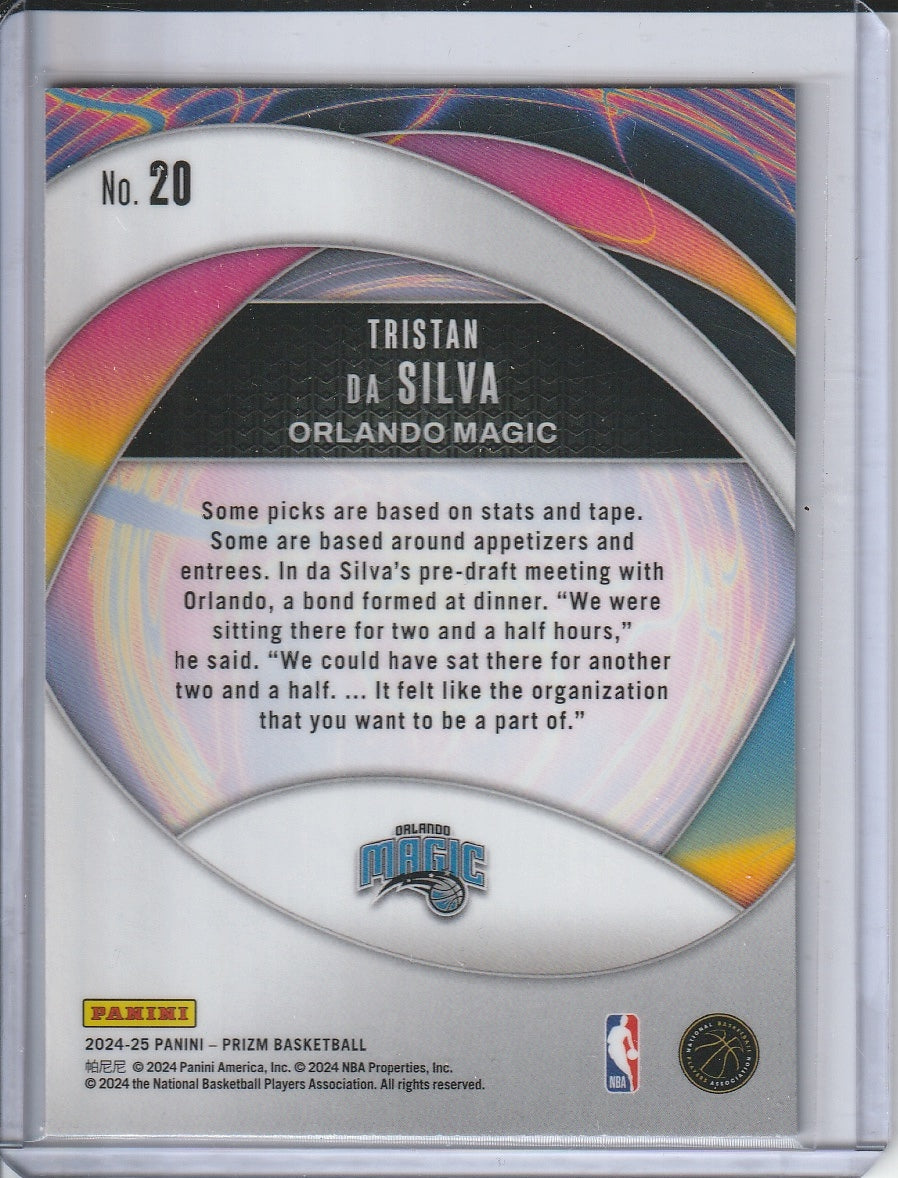 No. 20
TRISTAN
DA SILVA
ORLANDO MAGIC
Some picks are based on stats and tape.
Some are based around appetizers and
entrees. In da Silva's pre-draft meeting with
Orlando, a bond formed at dinner. “We were
sitting there for two and a half hours,”
he said. “We could have sat there for another
two and a half. ... It felt like the organization
that you want to be a part of.”
ORLANDO
MAGIC
PANINI
2024-25 PANINI – PRIZM BASKETBALL
帕尼尼 © 2024 Panini America, Inc. © 2024 NBA Properties, Inc.
© 2024 the National Basketball Players Association. All rights reserved.
NBA
NATIONAL BASKETBALL
PLAYERS ASSOCIATION